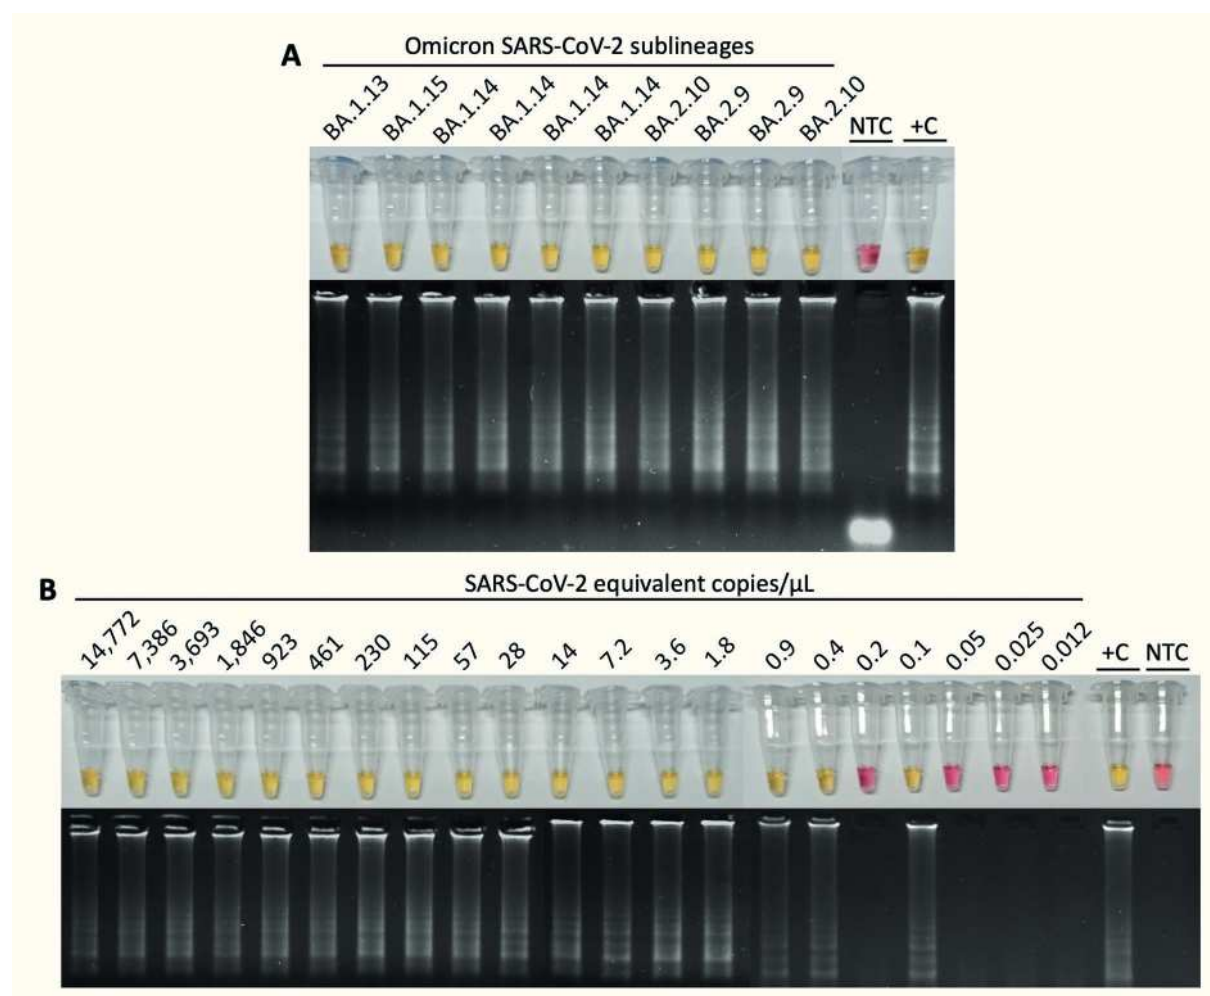 A
Omicron SARS-CoV-2 sublineages
BA.1.13 BA.1.15 BA.1.14 BA.1.14 BA.1.14 BA.1.14 BA.2.10 BA.2.9 BA.2.9 BA.2.10 NTC +C
B
SARS-CoV-2 equivalent copies/µL
14,772 7,386 3,693 1,846 923 461 230 115 57 28 14 7.2 3.6 1.8 0.9 0.4 0.2 0.1 0.05 0.025 0.012 +C NTC